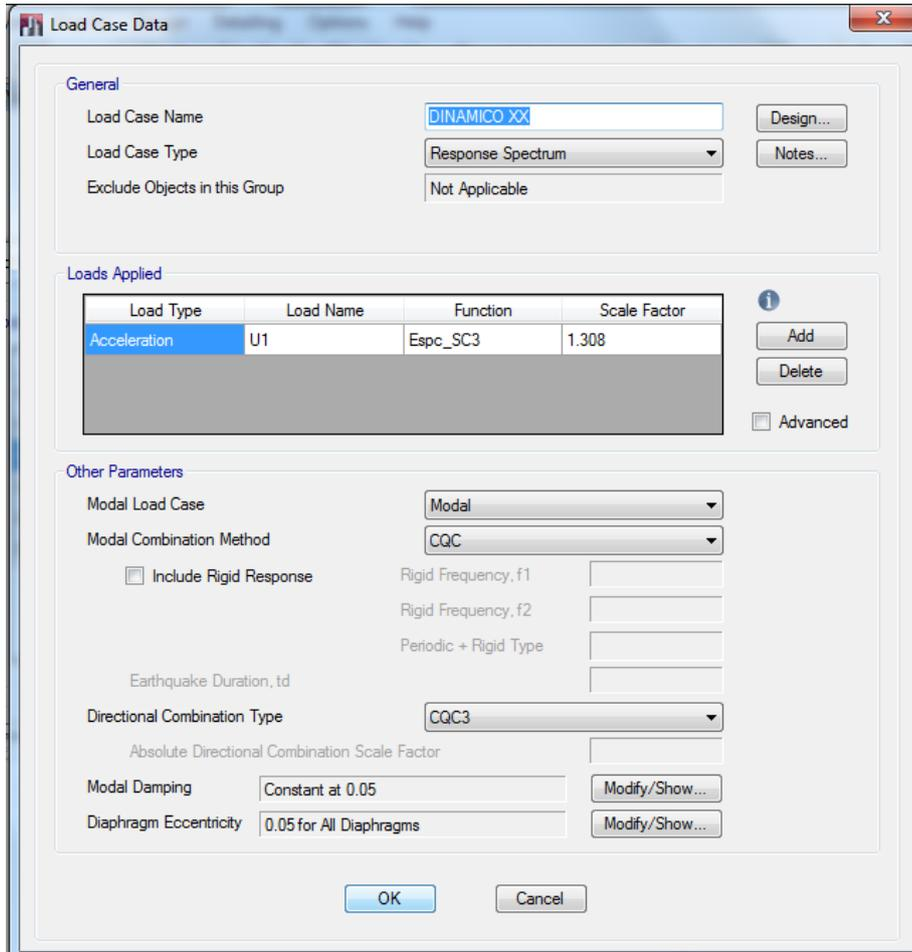 Load Case Data
General
Load Case Name DINAMICO XX Design...
Load Case Type Response Spectrum Notes...
Exclude Objects in this Group Not Applicable
Loads Applied
Load Type Load Name Function Scale Factor
Acceleration U1 Espc_SC3 1.308
Add
Delete
Advanced
Other Parameters
Modal Load Case Modal
Modal Combination Method CQC
Include Rigid Response Rigid Frequency, f1
Rigid Frequency, f2
Periodic + Rigid Type
Earthquake Duration, td
Directional Combination Type CQC3
Absolute Directional Combination Scale Factor
Modal Damping Constant at 0.05 Modify/Show...
Diaphragm Eccentricity 0.05 for All Diaphragms Modify/Show...
OK Cancel